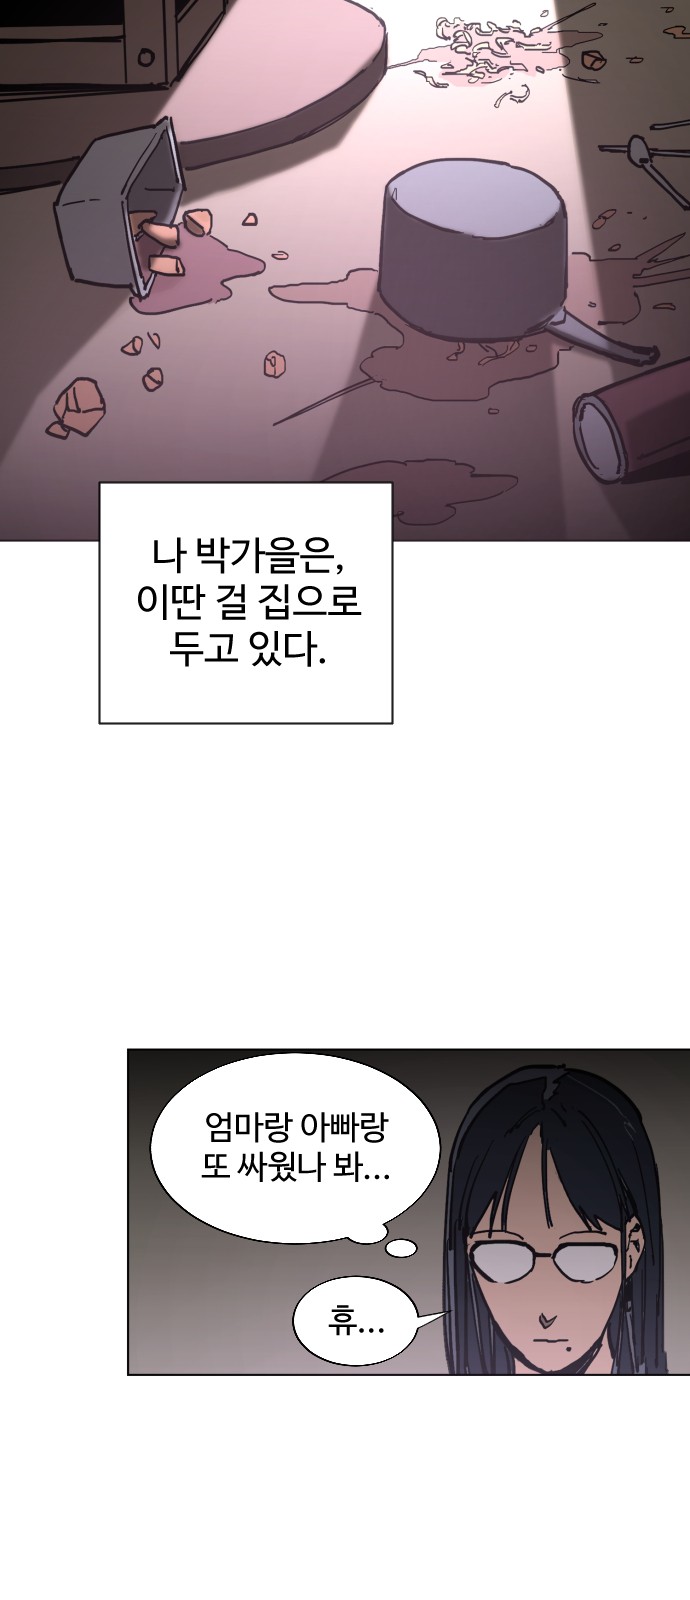 나 박가을은,
이딴 걸 집으로
두고 있다.
엄마랑 아빠랑
또 싸웠나 봐...
휴...